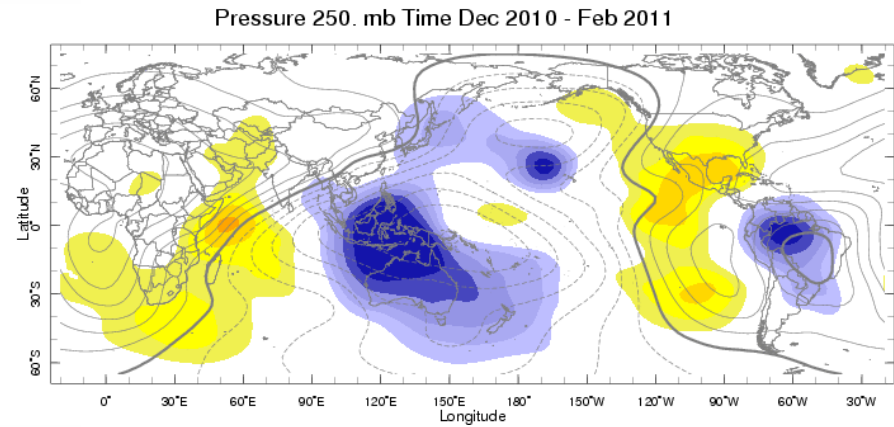 Pressure 250. mb Time Dec 2010 - Feb 2011
60˚N
30˚N
0˚
30˚S
60˚S
Latitude
0˚ 30˚E 60˚E 90˚E 120˚E 150˚E 180˚ 150˚W 120˚W 90˚W 60˚W 30˚W
Longitude